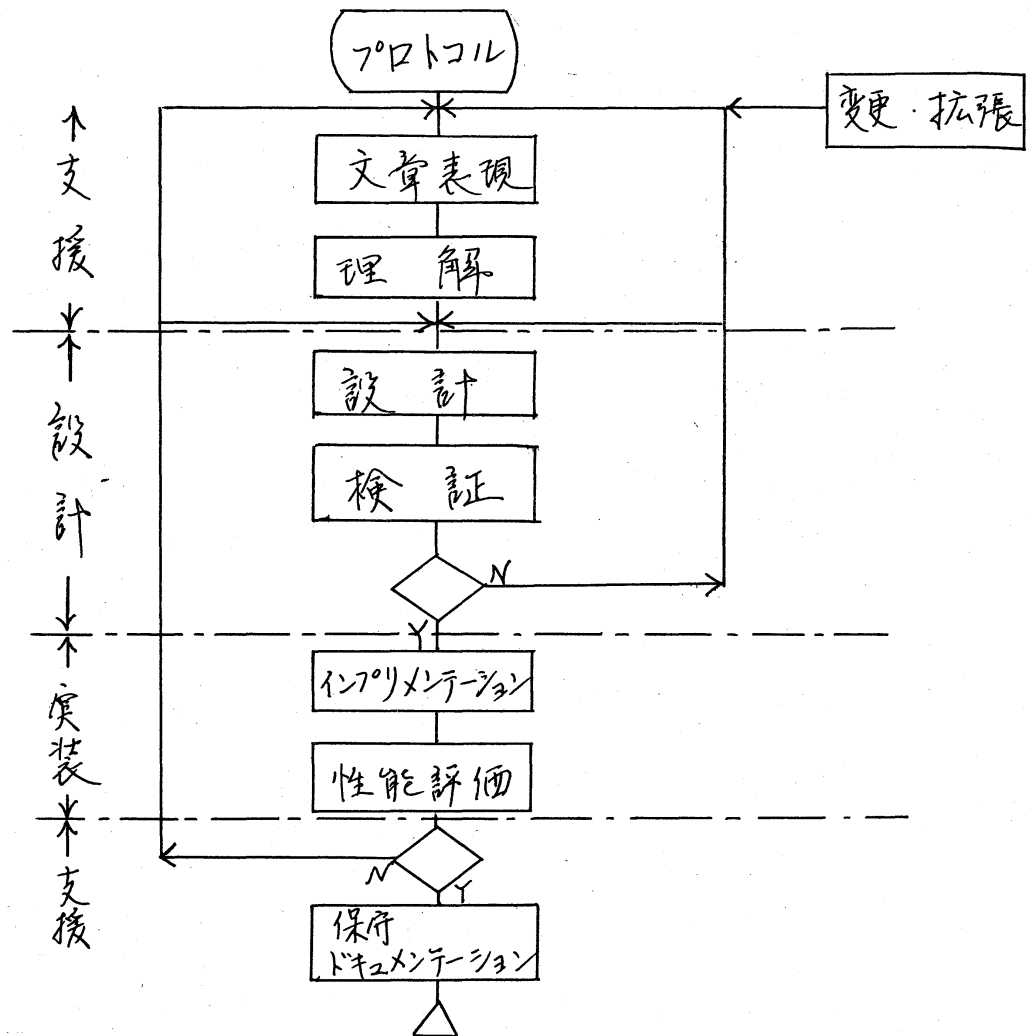 プロトコル
変更・拡張
文章表現
理解
設計
検証
N
Y
インプリメンテーション
性能評価
N
Y
保守
ドキュメンテーション
支援
設計
実装
支援